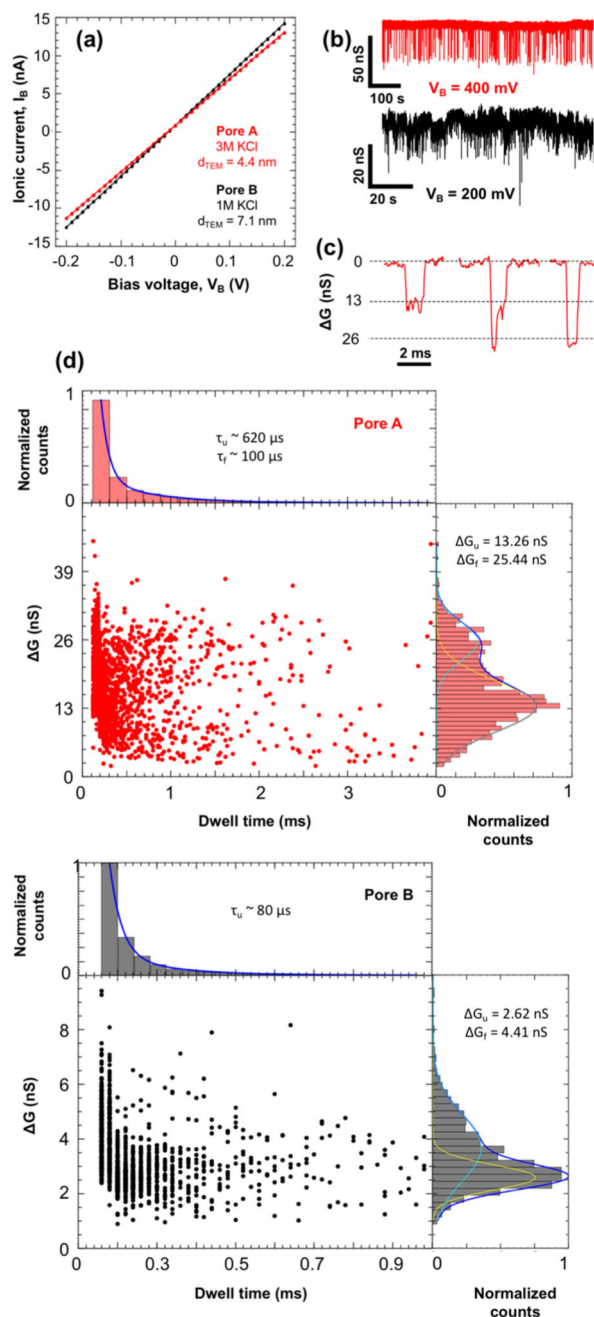 (a)
Ionic current, I_B (nA)
15
10
5
0
-5
-10
-15
Pore A
3M KCl
d_TEM = 4.4 nm
Pore B
1M KCl
d_TEM = 7.1 nm
-0.2
-0.1
0
0.1
0.2
Bias voltage, V_B (V)
(b)
50 nS
100 s
V_B = 400 mV
20 nS
20 s
V_B = 200 mV
(c)
ΔG (nS)
0
13
26
2 ms
(d)
Normalized
counts
1
0
Pore A
τ_u ~ 620 µs
τ_f ~ 100 µs
ΔG (nS)
39
26
13
0
ΔG_u = 13.26 nS
ΔG_f = 25.44 nS
0
1
2
3
Dwell time (ms)
0
1
Normalized
counts
Normalized
counts
1
0
Pore B
τ_u ~ 80 µs
ΔG (nS)
8
6
4
2
0
ΔG_u = 2.62 nS
ΔG_f = 4.41 nS
0
0.3
0.6
0.9
Dwell time (ms)
0
1
Normalized
counts